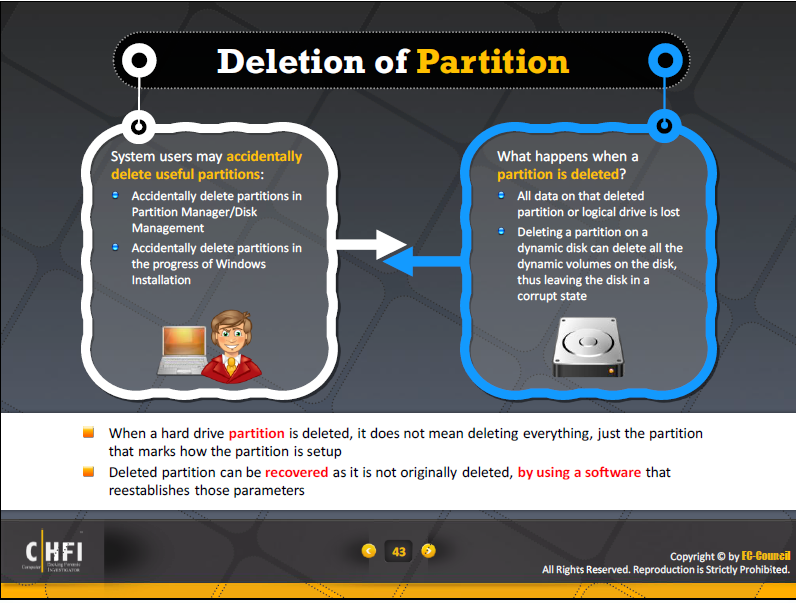 Deletion of Partition
System users may accidentally
delete useful partitions:
Accidentally delete partitions in
Partition Manager/Disk
Management
Accidentally delete partitions in
the progress of Windows
Installation
What happens when a
partition is deleted?
All data on that deleted
partition or logical drive is lost
Deleting a partition on a
dynamic disk can delete all the
dynamic volumes on the disk,
thus leaving the disk in a
corrupt state
When a hard drive partition is deleted, it does not mean deleting everything, just the partition
that marks how the partition is setup
Deleted partition can be recovered as it is not originally deleted, by using a software that
reestablishes those parameters
CHFI
Computer Hacking Forensic
INVESTIGATOR
43
Copyright © by EC-Council
All Rights Reserved. Reproduction is Strictly Prohibited.